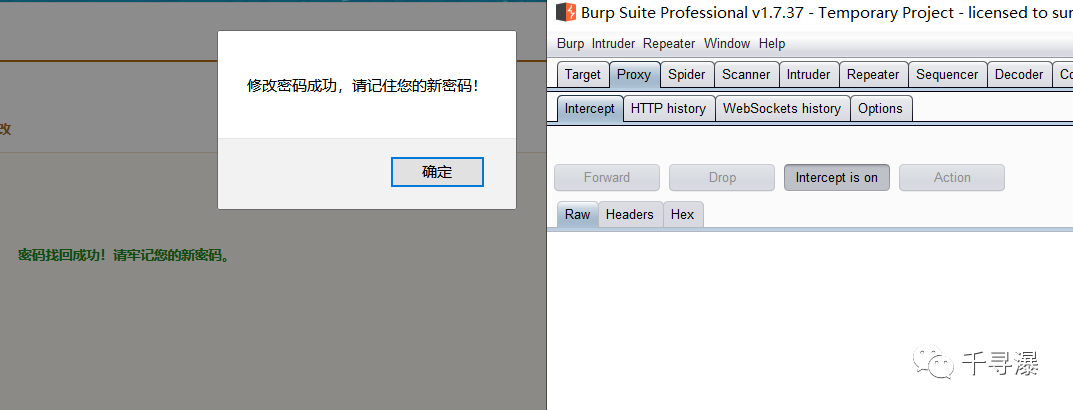 修改密码成功，请记住您的新密码！
确定
改
密码找回成功！请牢记您的新密码。
Burp Suite Professional v1.7.37 - Temporary Project - licensed to sur
Burp Intruder Repeater Window Help
Target Proxy Spider Scanner Intruder Repeater Sequencer Decoder Co
Intercept HTTP history WebSockets history Options
Forward Drop Intercept is on Action
Raw Headers Hex
千寻瀑